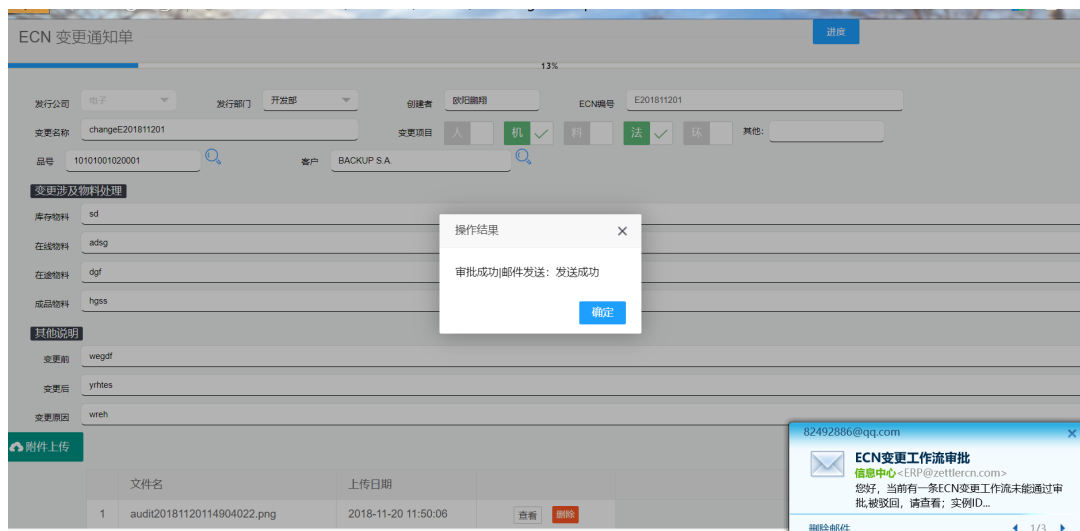 ECN 变更通知单
进度
13%
发行公司 电子 发行部门 开发部 创建者 欧阳鹏翔 ECN编号 E201811201
变更名称 changeE201811201 变更项目 人 机 料 法 环 其他:
品号 10101001020001 客户 BACKUP S.A.
变更涉及物料处理
库存物料 sd
在线物料 adsg
在途物料 dgf
成品物料 hgss
操作结果
审批成功|邮件发送：发送成功
确定
其他说明
变更前 wegdf
变更后 yrhtes
变更原因 wreh
附件上传
文件名 上传日期
1 audit20181120114904022.png 2018-11-20 11:50:06 查看 删除
82492886@qq.com
ECN变更工作流审批
信息中心<ERP@zettlercn.com>
您好，当前有一条ECN变更工作流未能通过审
批,被驳回，请查看；实例ID...
删除邮件 1/3